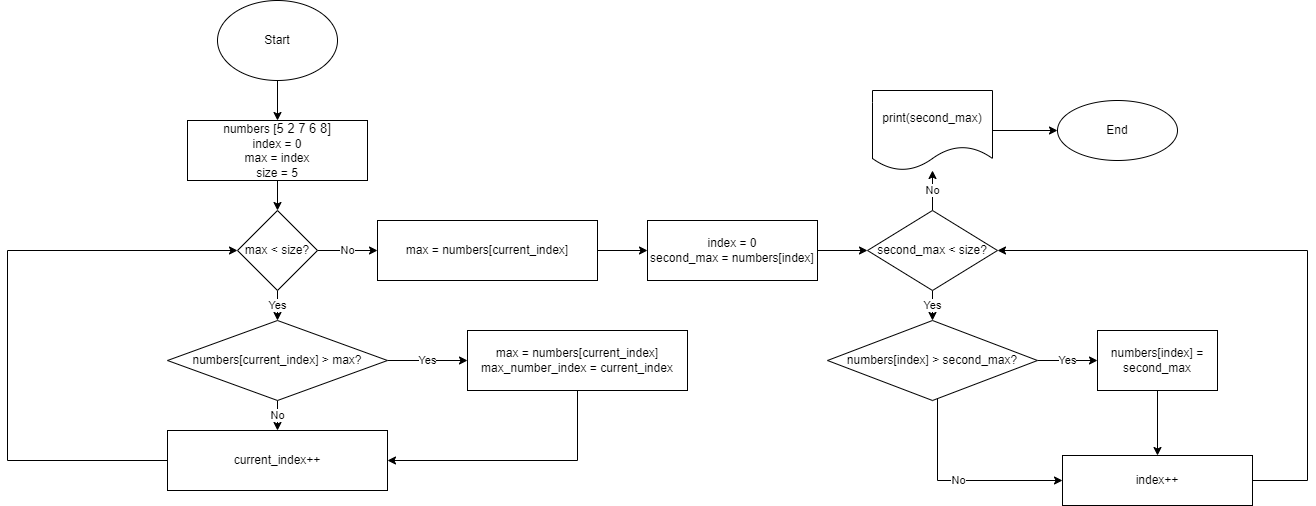 Start
numbers [5 2 7 6 8]
index = 0
max = index
size = 5
max < size?
No
max = numbers[current_index]
index = 0
second_max = numbers[index]
second_max < size?
No
print(second_max)
End
Yes
numbers[current_index] > max?
Yes
max = numbers[current_index]
max_number_index = current_index
No
current_index++
Yes
numbers[index] > second_max?
Yes
numbers[index] =
second_max
No
index++